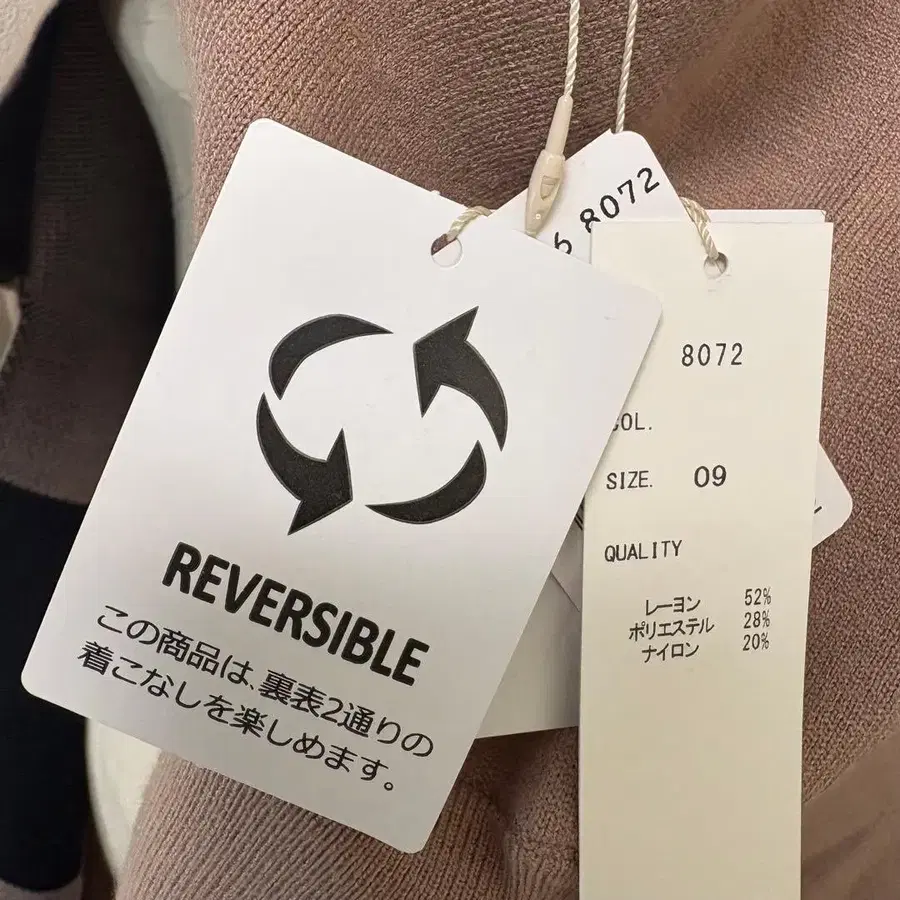 REVERSIBLE
この商品は、裏表2通りの
着こなしを楽しめます。
6 8072
8072
COL.
SIZE. 09
QUALITY
レーヨン 52%
ポリエステル 28%
ナイロン 20%